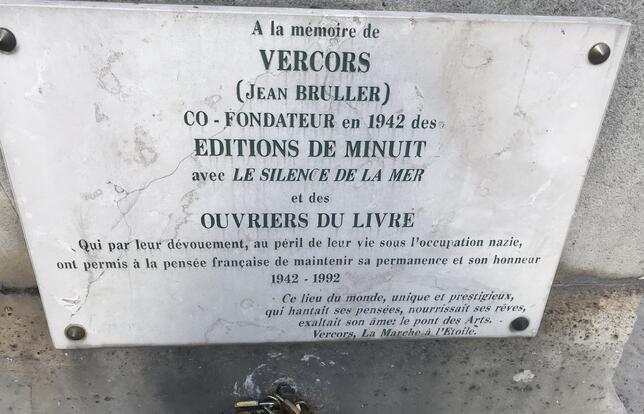 A la mémoire de
VERCORS
(JEAN BRULLER)
CO - FONDATEUR en 1942 des
EDITIONS DE MINUIT
avec LE SILENCE DE LA MER
et des
OUVRIERS DU LIVRE
Qui par leur dévouement, au péril de leur vie sous l'occupation nazie,
ont permis à la pensée française de maintenir sa permanence et son honneur
1942 - 1992
Ce lieu du monde, unique et prestigieux,
qui hantait ses pensées, nourrissait ses rêves,
exaltait son âme: le pont des Arts.
Vercors, La Marche à l'Etoile.